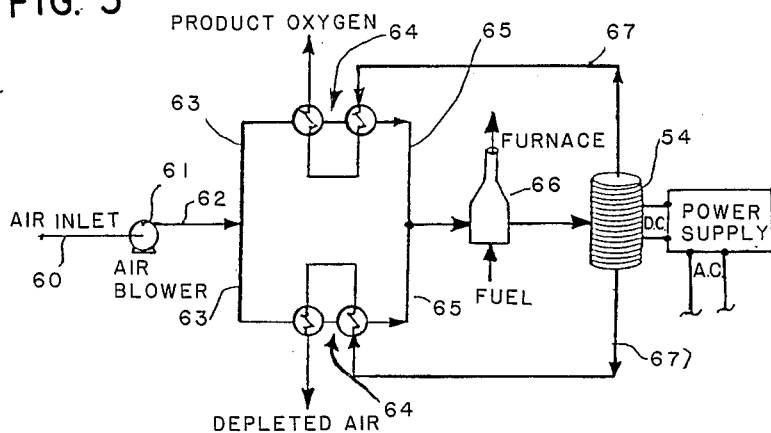 FIG. 5
PRODUCT OXYGEN
64
65
67
63
FURNACE
54
61
62
66
AIR INLET
D.C.
POWER
SUPPLY
60
AIR
BLOWER
A.C.
FUEL
63
65
67
64
DEPLETED AIR